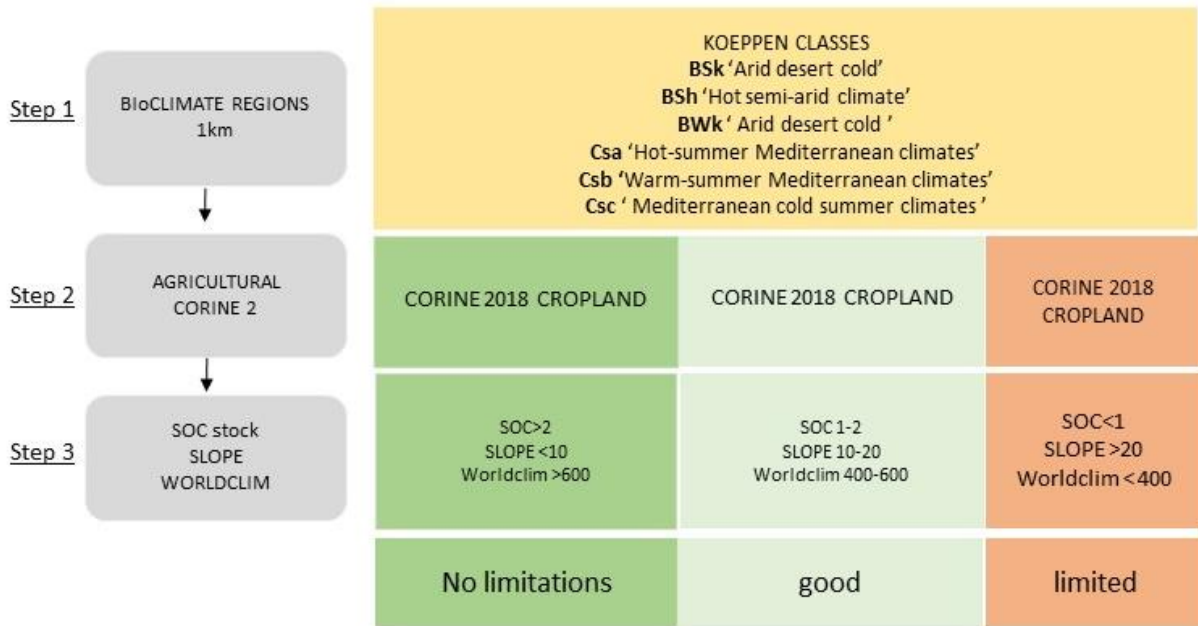 Step 1
BIoCLIMATE REGIONS
1km
KOEPPEN CLASSES
BSk ‘Arid desert cold’
BSh ‘Hot semi-arid climate’
BWk ‘ Arid desert cold ’
Csa ‘Hot-summer Mediterranean climates’
Csb ‘Warm-summer Mediterranean climates’
Csc ‘ Mediterranean cold summer climates ’
Step 2
AGRICULTURAL
CORINE 2
CORINE 2018 CROPLAND
CORINE 2018 CROPLAND
CORINE 2018
CROPLAND
Step 3
SOC stock
SLOPE
WORLDCLIM
SOC>2
SLOPE <10
Worldclim >600
SOC 1-2
SLOPE 10-20
Worldclim 400-600
SOC<1
SLOPE >20
Worldclim <400
No limitations
good
limited